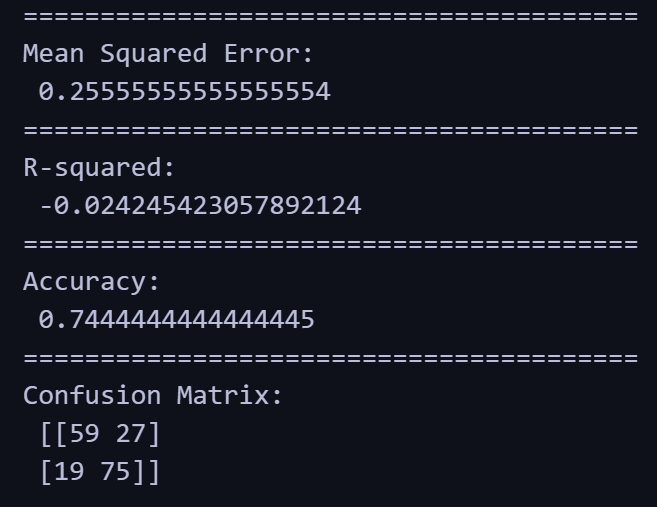 ========================================
Mean Squared Error:
 0.25555555555555554
========================================
R-squared:
 -0.024245423057892124
========================================
Accuracy:
 0.7444444444444445
========================================
Confusion Matrix:
 [[59 27]
 [19 75]]